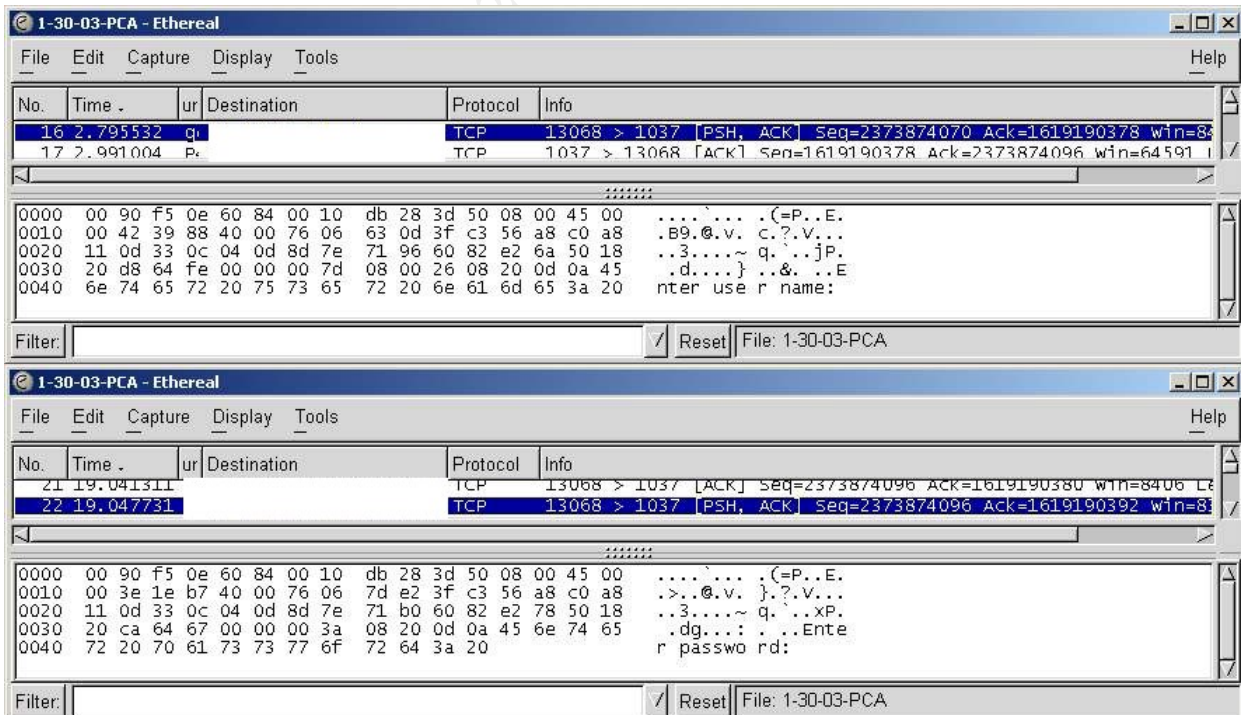 1-30-03-PCA - Ethereal
File Edit Capture Display Tools Help
No. Time . ur Destination Protocol Info
16 2.795532 TCP 13068 > 1037 [PSH, ACK] Seq=2373874070 Ack=1619190378 Win=84
17 2.991004 TCP 1037 > 13068 [ACK] Seq=1619190378 Ack=2373874096 Win=64591
0000 00 90 f5 0e 60 84 00 10 db 28 3d 50 08 00 45 00 ....`... .(=P..E.
0010 00 42 39 88 40 00 76 06 63 0d 3f c3 56 a8 c0 a8 .B9.@.v. c.?.V...
0020 11 0d 33 0c 04 0d 8d 7e 71 96 60 82 e2 6a 50 18 ..3....~ q.`..jP.
0030 20 d8 64 fe 00 00 00 7d 08 00 26 08 20 0d 0a 45 .d....} ..&. ..E
0040 6e 74 65 72 20 75 73 65 72 20 6e 61 6d 65 3a 20 nter use r name:
Filter: Reset File: 1-30-03-PCA
1-30-03-PCA - Ethereal
File Edit Capture Display Tools Help
No. Time . ur Destination Protocol Info
21 19.041311 TCP 13068 > 1037 [ACK] Seq=2373874096 Ack=1619190380 Win=8406 Le
22 19.047731 TCP 13068 > 1037 [PSH, ACK] Seq=2373874096 Ack=1619190392 Win=83
0000 00 90 f5 0e 60 84 00 10 db 28 3d 50 08 00 45 00 ....`... .(=P..E.
0010 00 3e 1e b7 40 00 76 06 7d e2 3f c3 56 a8 c0 a8 .>..@.v. }.?.V...
0020 11 0d 33 0c 04 0d 8d 7e 71 b0 60 82 e2 78 50 18 ..3....~ q.`..xP.
0030 20 ca 64 67 00 00 00 3a 08 20 0d 0a 45 6e 74 65 .dg...: . ..Ente
0040 72 20 70 61 73 73 77 6f 72 64 3a 20 r passwo rd:
Filter: Reset File: 1-30-03-PCA